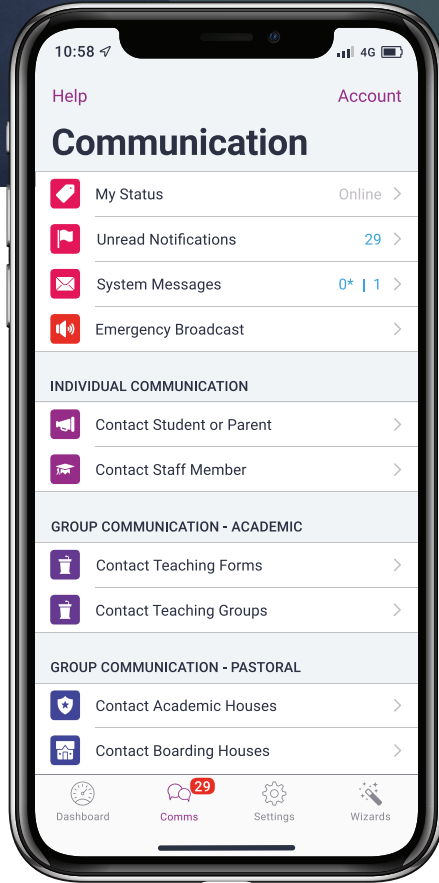 10:58 4G
Help Account
Communication
My Status Online
Unread Notifications 29
System Messages 0* | 1
Emergency Broadcast
INDIVIDUAL COMMUNICATION
Contact Student or Parent
Contact Staff Member
GROUP COMMUNICATION - ACADEMIC
Contact Teaching Forms
Contact Teaching Groups
GROUP COMMUNICATION - PASTORAL
Contact Academic Houses
Contact Boarding Houses
29
Dashboard Comms Settings Wizards